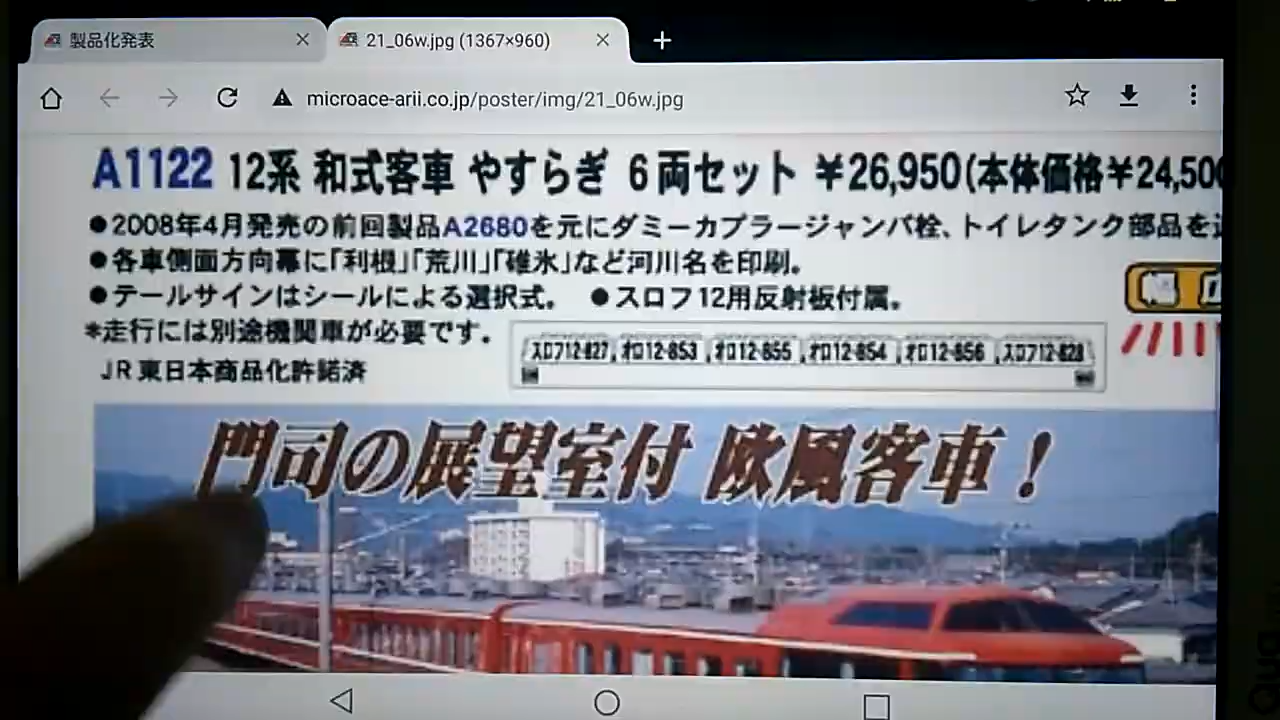 製品化発表
21_06w.jpg (1367×960)
microace-arii.co.jp/poster/img/21_06w.jpg
A1122 12系 和式客車 やすらぎ 6両セット ￥26,950(本体価格￥24,500
●2008年4月発売の前回製品A2680を元にダミーカプラージャンパ栓、トイレタンク部品を
●各車側面方向幕に「利根」「荒川」「碓氷」など河川名を印刷。
●テールサインはシールによる選択式。 ●スロフ12用反射板付属。
*走行には別途機関車が必要です。
スロフ12-827 オロ12-853 オロ12-855 オロ12-854 オロ12-856 スロフ12-828
JR東日本商品化許諾済
門司の展望室付 欧風客車！